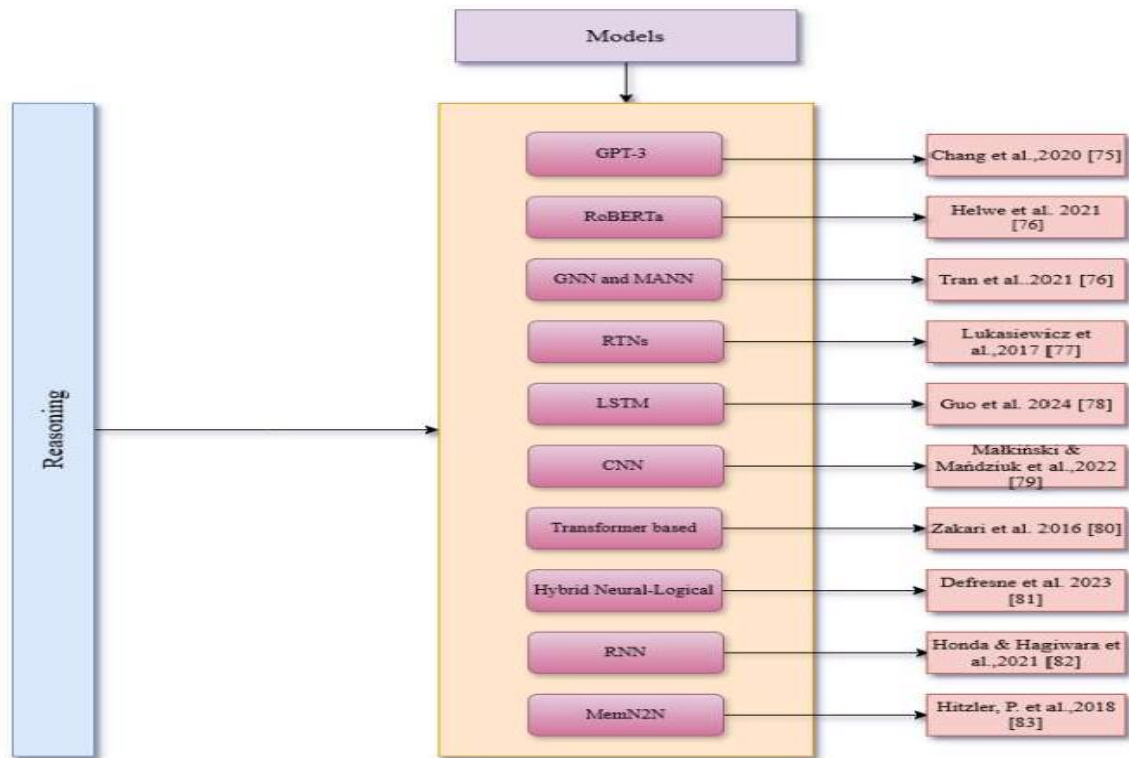 Models
Reasoning
GPT-3
Chang et al.,2020 [75]
RoBERTa
Helwe et al. 2021
[76]
GNN and MANN
Tran et al..2021 [76]
RTNs
Lukasiewicz et
al.,2017 [77]
LSTM
Guo et al. 2024 [78]
CNN
Małkiński &
Mańdziuk et al.,2022
[79]
Transformer based
Zakari et al. 2016 [80]
Hybrid Neural-Logical
Defresne et al. 2023
[81]
RNN
Honda & Hagiwara et
al.,2021 [82]
MemN2N
Hitzler, P. et al.,2018
[83]